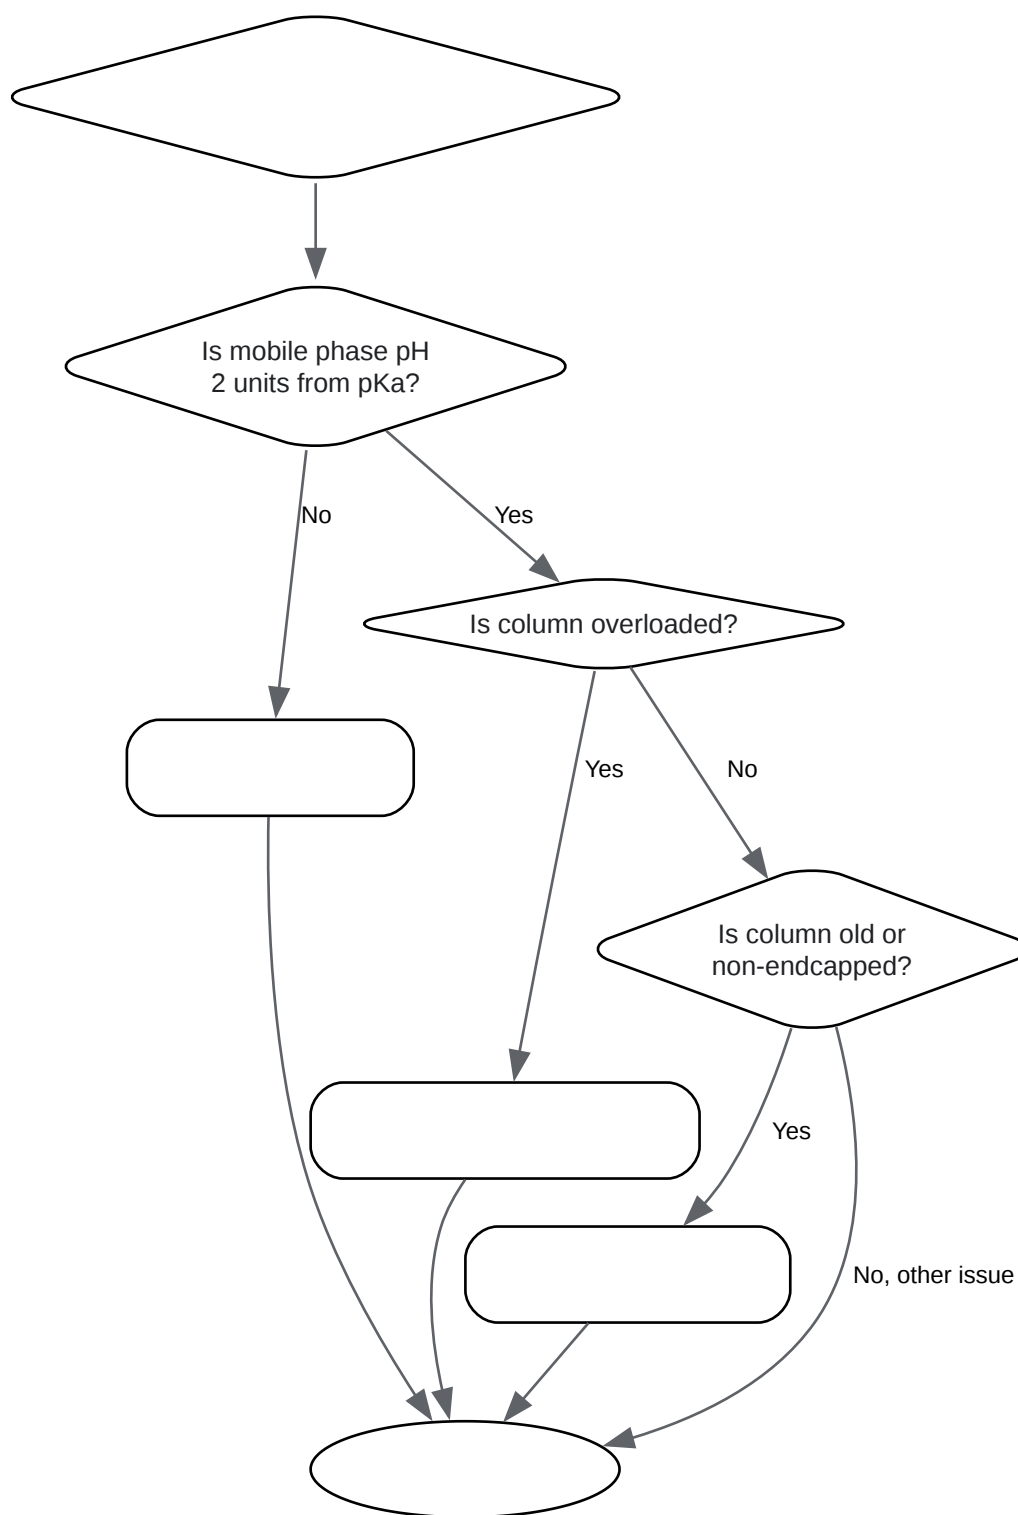 Is mobile phase pH
2 units from pKa?
No
Yes
Is column overloaded?
Yes
No
Is column old or
non-endcapped?
Yes
No, other issue